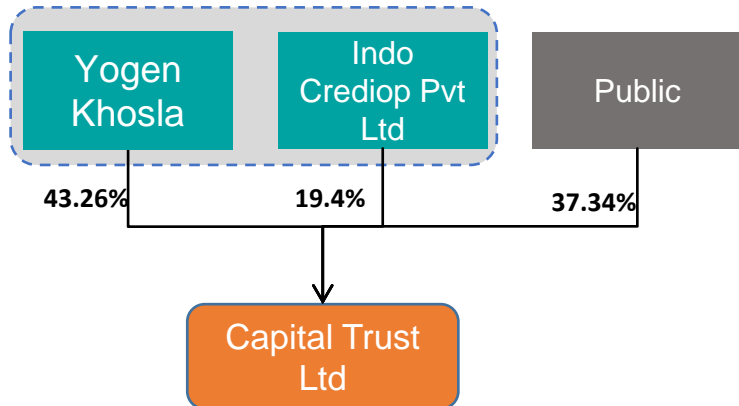 Yogen
Khosla
Indo
Crediop Pvt
Ltd
Public
43.26%
19.4%
37.34%
Capital Trust
Ltd